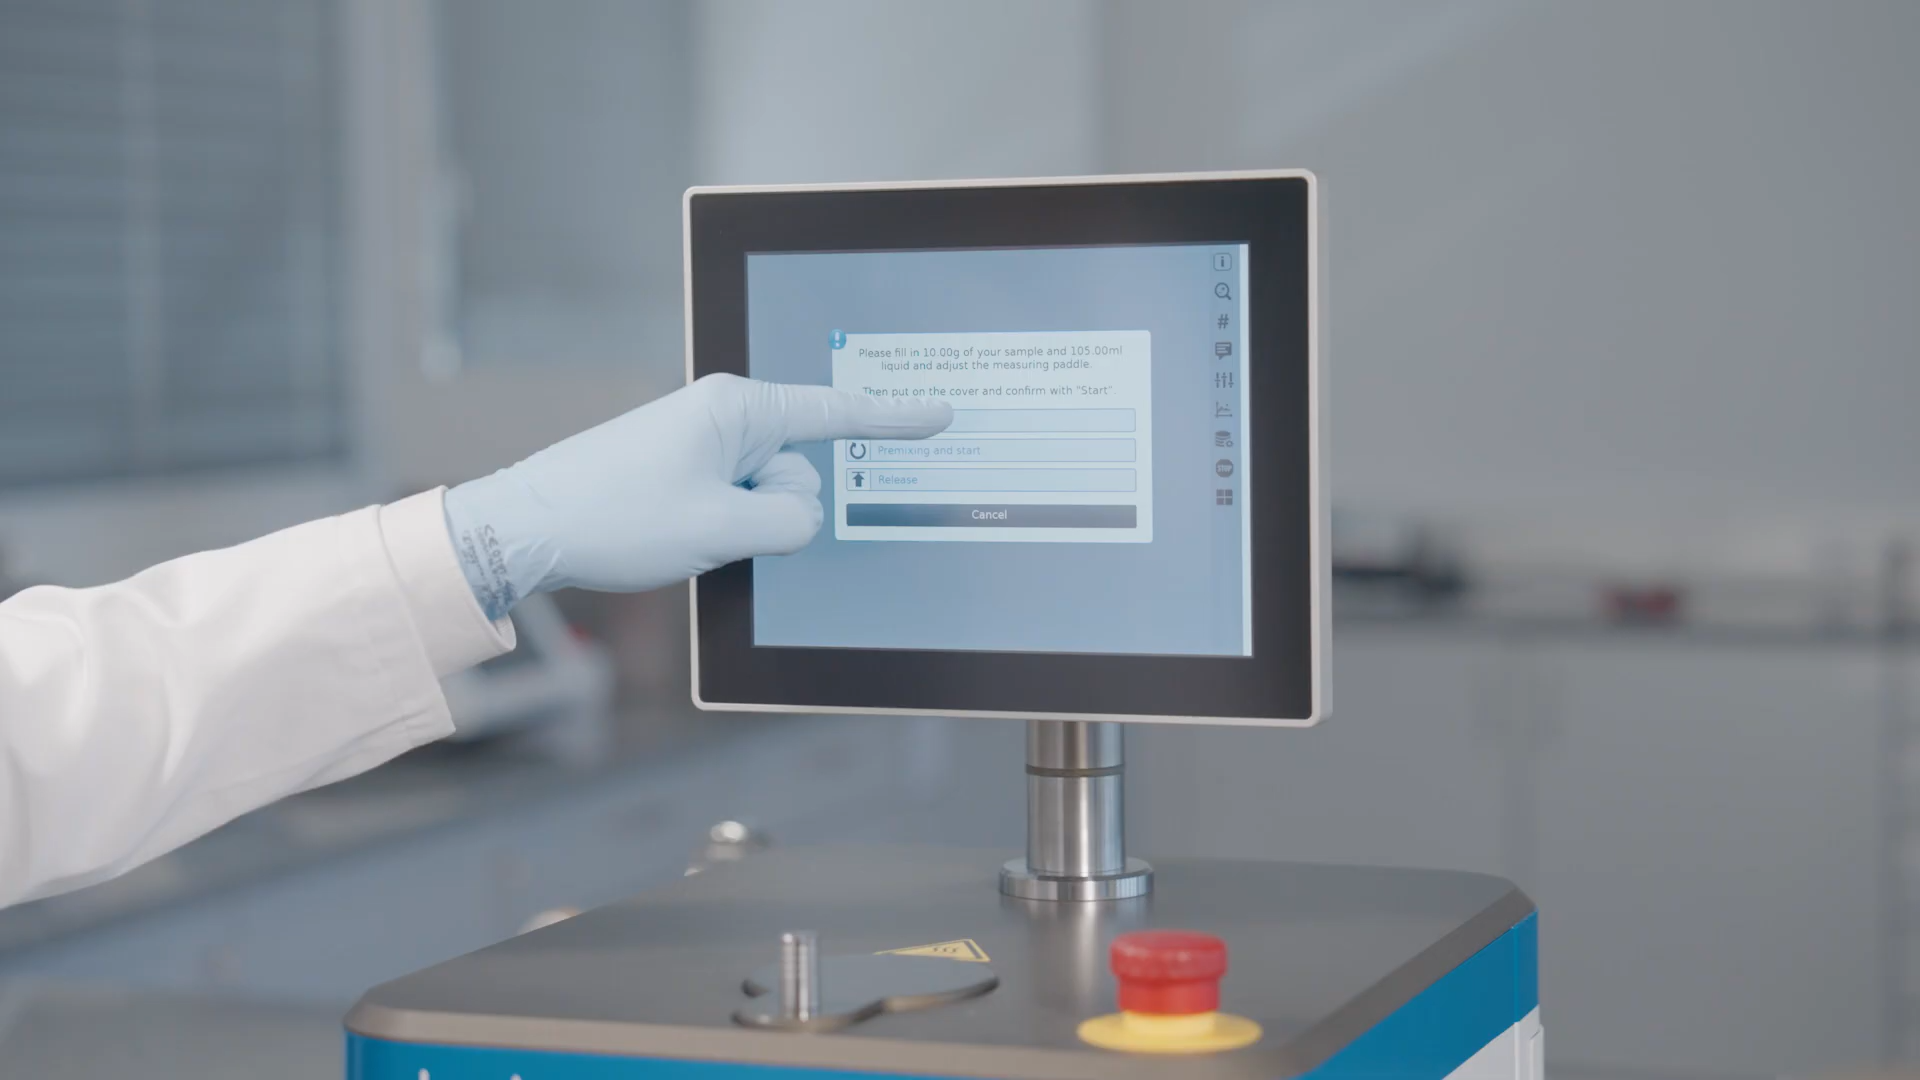 Please fill in 10.00g of your sample and 105.00ml
liquid and adjust the measuring paddle.
Then put on the cover and confirm with "Start".
Premixing and start
Release
Cancel
STOP